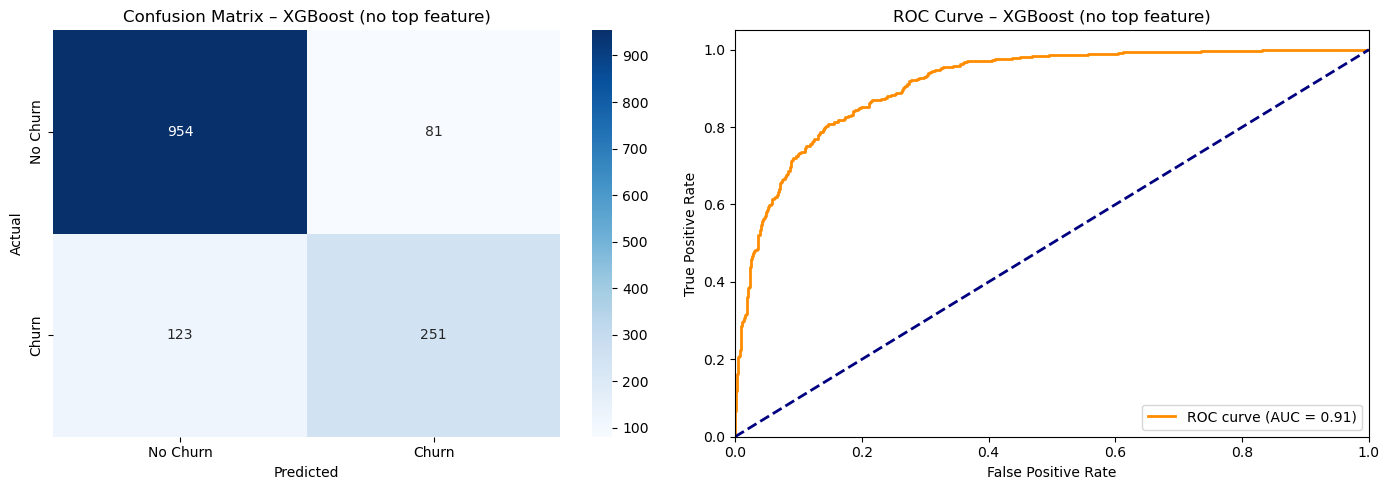 Confusion Matrix – XGBoost (no top feature)
No Churn
Churn
Actual
954
81
123
251
No Churn
Churn
Predicted
900
800
700
600
500
400
300
200
100
ROC Curve – XGBoost (no top feature)
True Positive Rate
1.0
0.8
0.6
0.4
0.2
0.0
0.0
0.2
0.4
0.6
0.8
1.0
False Positive Rate
ROC curve (AUC = 0.91)